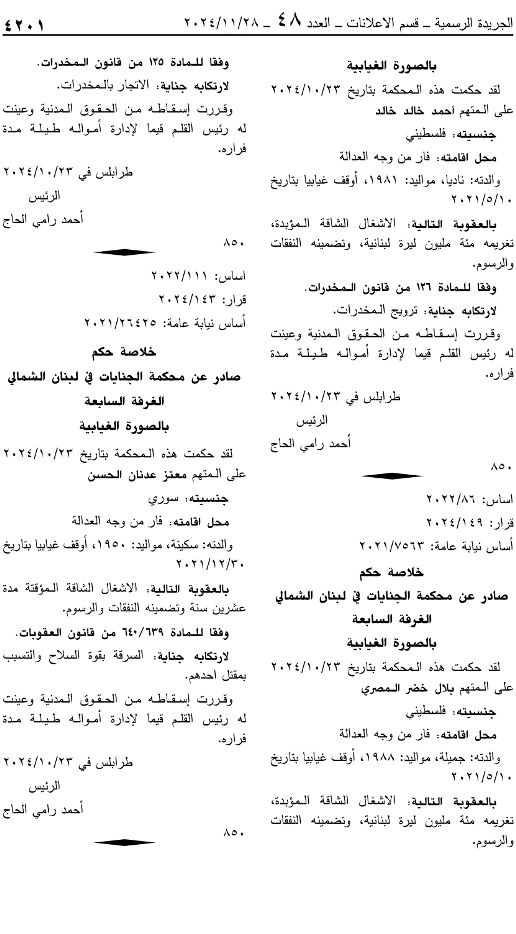 الجريدة الرسمية ـ قسم الاعلانات ـ العدد ٤٨ ـ ٢٠٢٤/١١/٢٨
٤٢٠١
بالصورة الغيابية
لقد حكمت هذه المحكمة بتاريخ ٢٠٢٤/١٠/٢٣
على المتهم احمد خالد خالد
جنسيته: فلسطيني
محل اقامته: فار من وجه العدالة
والدته: ناديا، مواليد: ١٩٨١، أوقف غيابيا بتاريخ
٢٠٢١/٥/١٠
بالعقوبة التالية: الاشغال الشاقة المؤبدة،
تغريمه مئة مليون ليرة لبنانية، وتضمينه النفقات
والرسوم.
وفقا للمادة ١٢٦ من قانون المخدرات.
لارتكابه جناية: ترويج المخدرات.
وقررت إسقاطه من الحقوق المدنية وعينت
له رئيس القلم قيما لإدارة أمواله طيلة مدة
فراره.
طرابلس في ٢٠٢٤/١٠/٢٣
الرئيس
أحمد رامي الحاج
٨٥٠
اساس: ٢٠٢٢/٨٦
قرار: ٢٠٢٤/١٤٩
أساس نيابة عامة: ٢٠٢١/٧٥٦٣
خلاصة حكم
صادر عن محكمة الجنايات في لبنان الشمالي
الغرفة السابعة
بالصورة الغيابية
لقد حكمت هذه المحكمة بتاريخ ٢٠٢٤/١٠/٢٣
على المتهم بلال خضر المصري
جنسيته: فلسطيني
محل اقامته: فار من وجه العدالة
والدته: جميلة، مواليد: ١٩٨٨، أوقف غيابيا بتاريخ
٢٠٢١/٥/١٠
بالعقوبة التالية: الاشغال الشاقة المؤبدة،
تغريمه مئة مليون ليرة لبنانية، وتضمينه النفقات
والرسوم.
وفقا للمادة ١٢٥ من قانون المخدرات.
لارتكابه جناية: الاتجار بالمخدرات.
وقررت إسقاطه من الحقوق المدنية وعينت
له رئيس القلم قيما لإدارة أمواله طيلة مدة
فراره.
طرابلس في ٢٠٢٤/١٠/٢٣
الرئيس
أحمد رامي الحاج
٨٥٠
اساس: ٢٠٢٢/١١١
قرار: ٢٠٢٤/١٤٣
أساس نيابة عامة: ٢٠٢١/٢٦٤٢٥
خلاصة حكم
صادر عن محكمة الجنايات في لبنان الشمالي
الغرفة السابعة
بالصورة الغيابية
لقد حكمت هذه المحكمة بتاريخ ٢٠٢٤/١٠/٢٣
على المتهم معتز عدنان الحسن
جنسيته: سوري
محل اقامته: فار من وجه العدالة
والدته: سكينة، مواليد: ١٩٥٠، أوقف غيابيا بتاريخ
٢٠٢١/١٢/٣٠
بالعقوبة التالية: الاشغال الشاقة المؤقتة مدة
عشرين سنة وتضمينه النفقات والرسوم.
وفقا للمادة ٦٤٠/٦٣٩ من قانون العقوبات.
لارتكابه جناية: السرقة بقوة السلاح والتسبب
بمقتل احدهم.
وقررت إسقاطه من الحقوق المدنية وعينت
له رئيس القلم قيما لإدارة أمواله طيلة مدة
فراره.
طرابلس في ٢٠٢٤/١٠/٢٣
الرئيس
أحمد رامي الحاج
٨٥٠